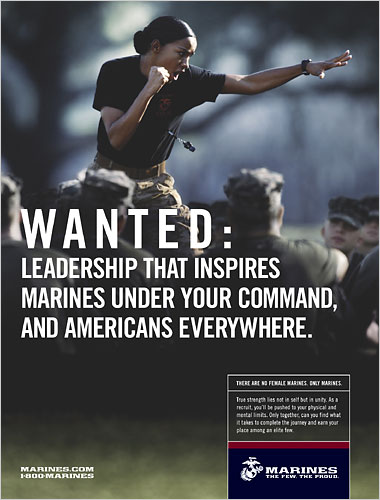 WANTED:
LEADERSHIP THAT INSPIRES
MARINES UNDER YOUR COMMAND,
AND AMERICANS EVERYWHERE.
THERE ARE NO FEMALE MARINES. ONLY MARINES.
True strength lies not in self but in unity. As a
recruit, you'll be pushed to your physical and
mental limits. Only together, can you find what
it takes to complete the journey and earn your
place among an elite few.
MARINES
THE FEW. THE PROUD.
MARINES.COM
1-800-MARINES